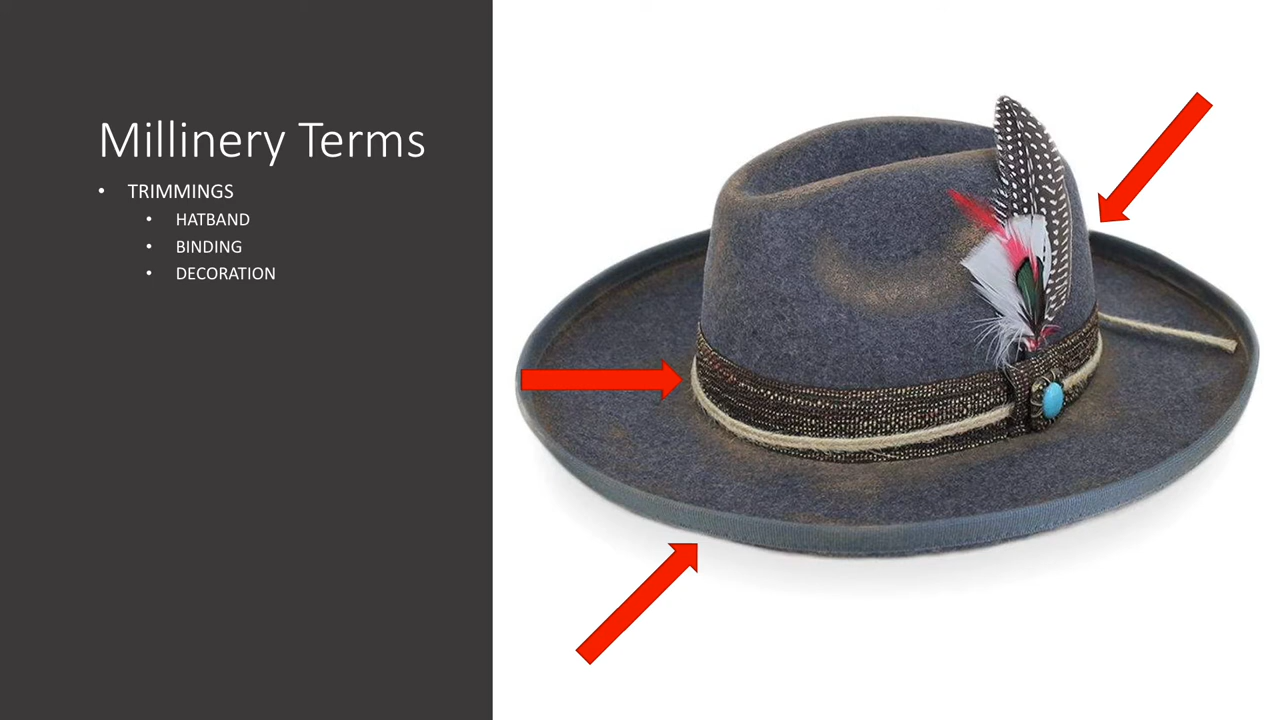 Millinery Terms
• TRIMMINGS
• HATBAND
• BINDING
• DECORATION